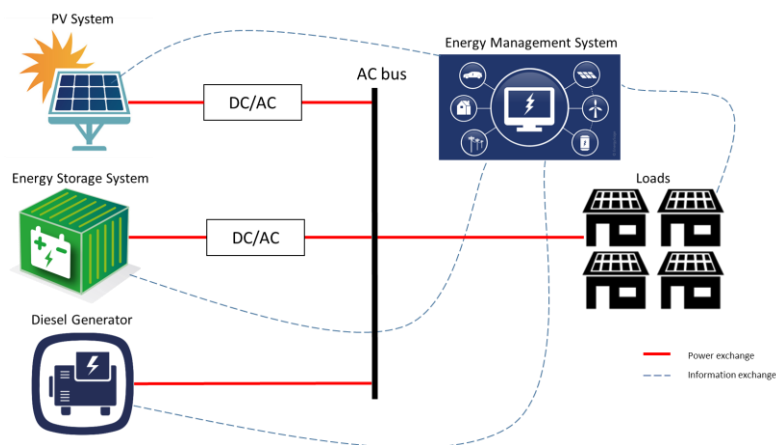 PV System
Energy Management System
AC bus
DC/AC
Energy Storage System
Loads
DC/AC
Diesel Generator
Power exchange
Information exchange